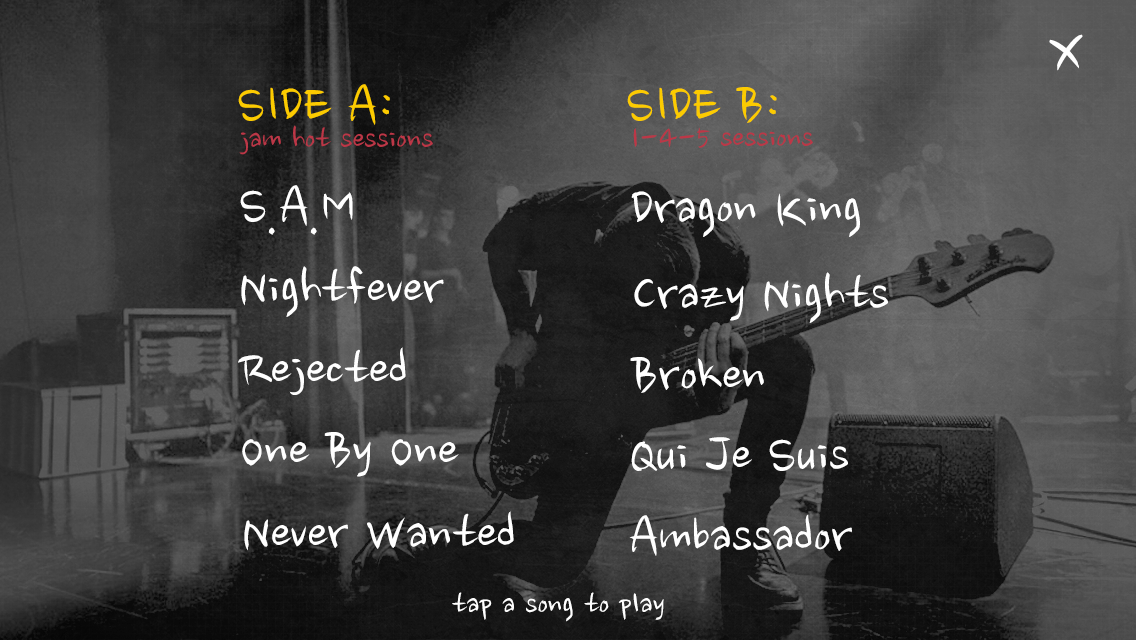 SIDE A:
jam hot sessions
S.A.M
Nightfever
Rejected
One By One
Never Wanted
SIDE B:
1-4-5 sessions
Dragon King
Crazy Nights
Broken
Qui Je Suis
Ambassador
tap a song to play